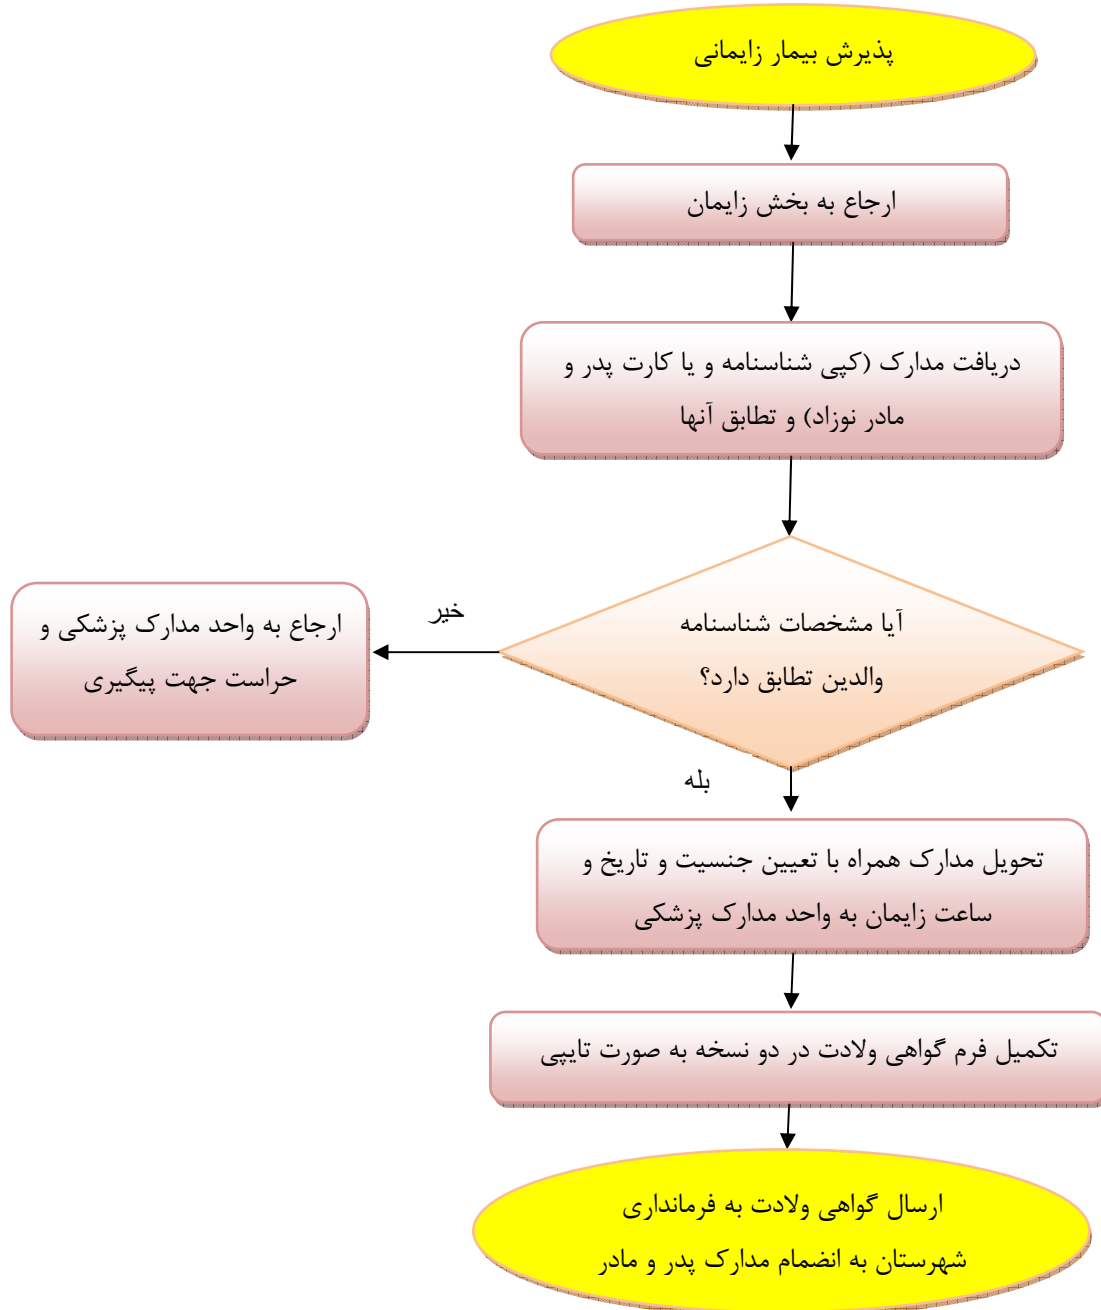 پذیرش بیمار زایمانی
ارجاع به بخش زایمان
دریافت مدارک (کپی شناسنامه و یا کارت پدر و
مادر نوزاد) و تطابق آنها
آیا مشخصات شناسنامه
والدین تطابق دارد؟
خیر
ارجاع به واحد مدارک پزشکی و
حراست جهت پیگیری
بله
تحویل مدارک همراه با تعیین جنسیت و تاریخ و
ساعت زایمان به واحد مدارک پزشکی
تکمیل فرم گواهی ولادت در دو نسخه به صورت تایپی
ارسال گواهی ولادت به فرمانداری
شهرستان به انضمام مدارک پدر و مادر